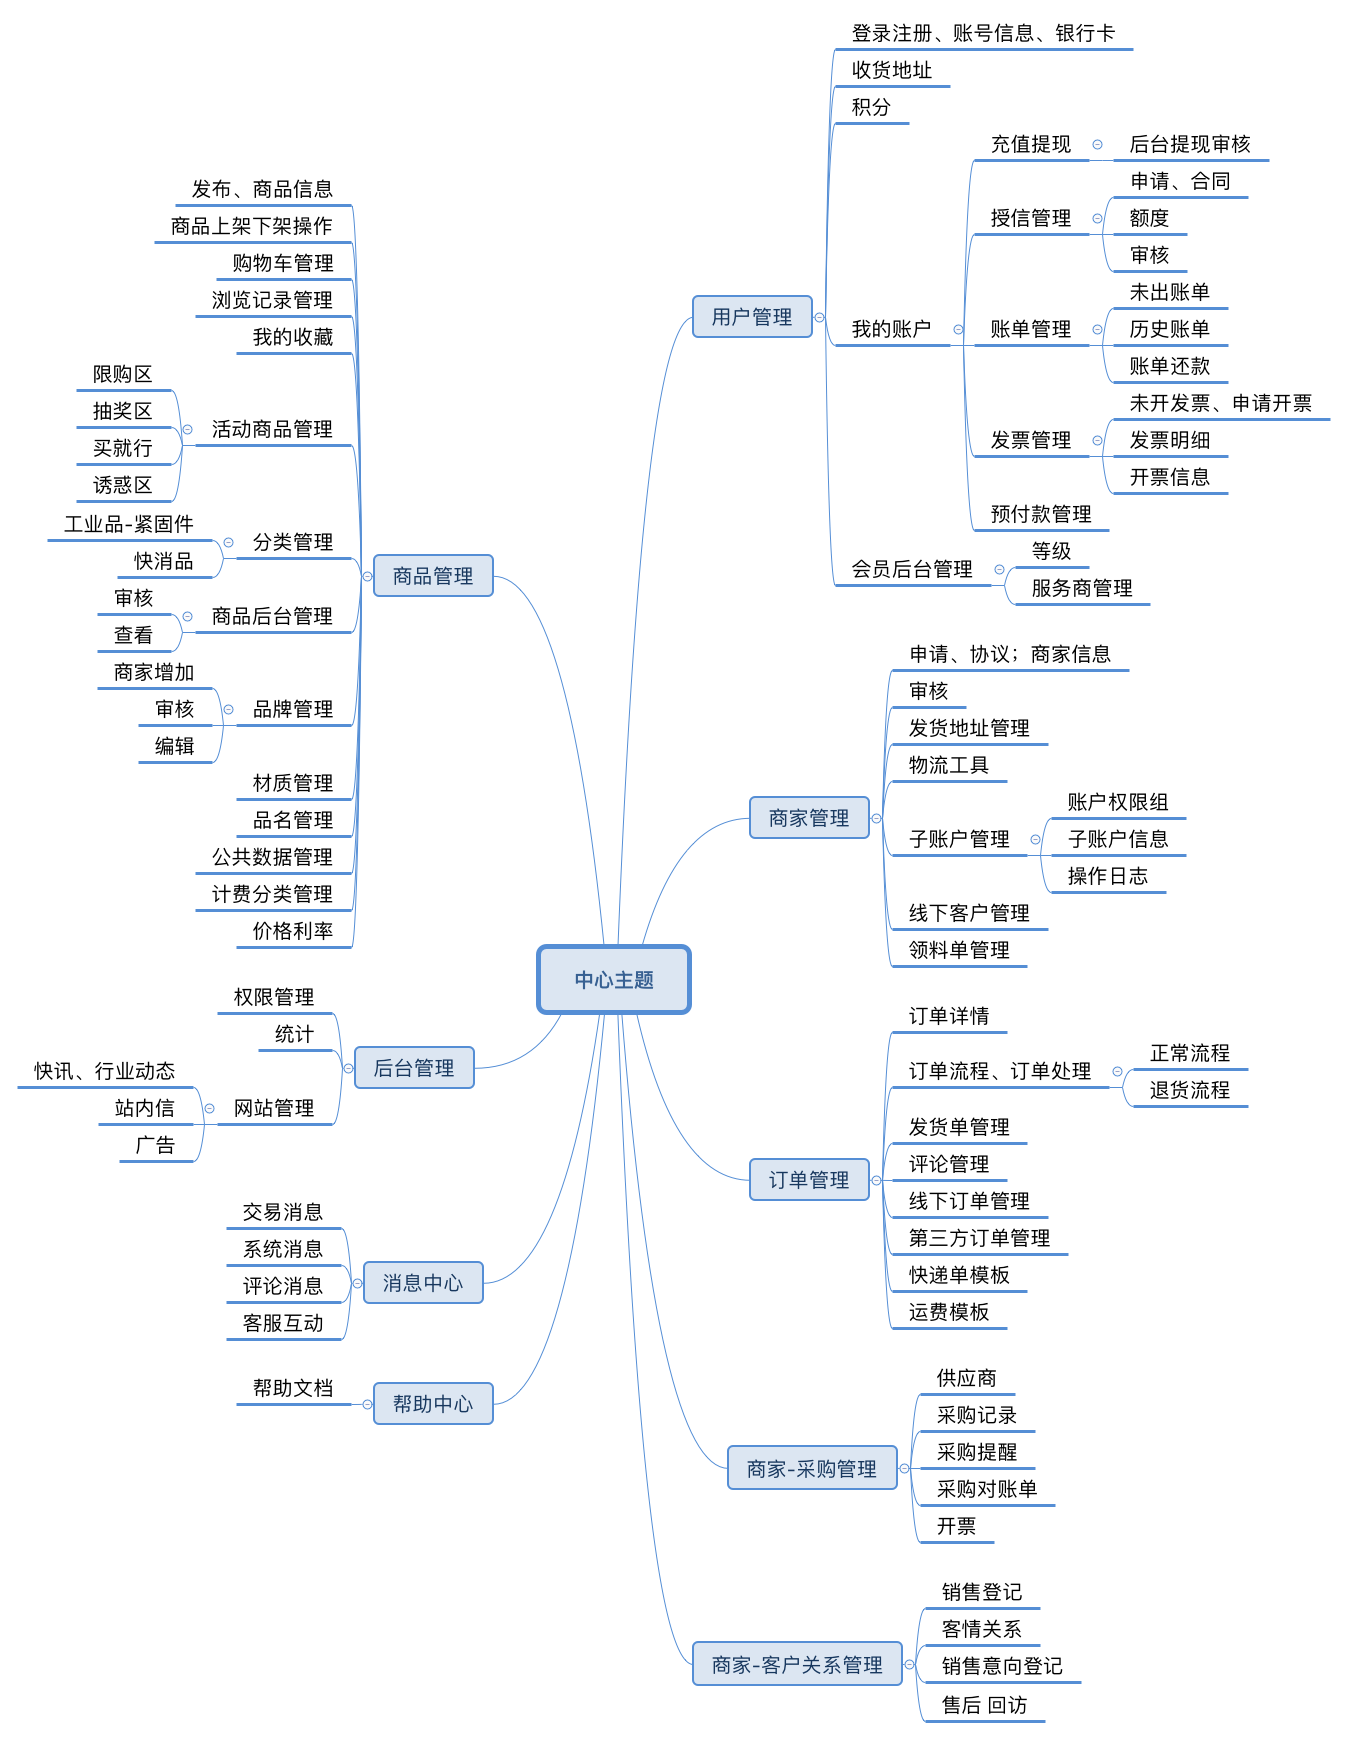 中心主题
用户管理
登录注册、账号信息、银行卡
收货地址
积分
我的账户
充值提现
后台提现审核
授信管理
申请、合同
额度
审核
账单管理
未出账单
历史账单
账单还款
发票管理
未开发票、申请开票
发票明细
开票信息
预付款管理
会员后台管理
等级
服务商管理
商家管理
申请、协议；商家信息
审核
发货地址管理
物流工具
子账户管理
账户权限组
子账户信息
操作日志
线下客户管理
领料单管理
订单管理
订单详情
订单流程、订单处理
正常流程
退货流程
发货单管理
评论管理
线下订单管理
第三方订单管理
快递单模板
运费模板
商家-采购管理
供应商
采购记录
采购提醒
采购对账单
开票
商家-客户关系管理
销售登记
客情关系
销售意向登记
售后 回访
商品管理
发布、商品信息
商品上架下架操作
购物车管理
浏览记录管理
我的收藏
活动商品管理
限购区
抽奖区
买就行
诱惑区
分类管理
工业品-紧固件
快消品
商品后台管理
审核
查看
品牌管理
商家增加
审核
编辑
材质管理
品名管理
公共数据管理
计费分类管理
价格利率
后台管理
权限管理
统计
网站管理
快讯、行业动态
站内信
广告
消息中心
交易消息
系统消息
评论消息
客服互动
帮助中心
帮助文档